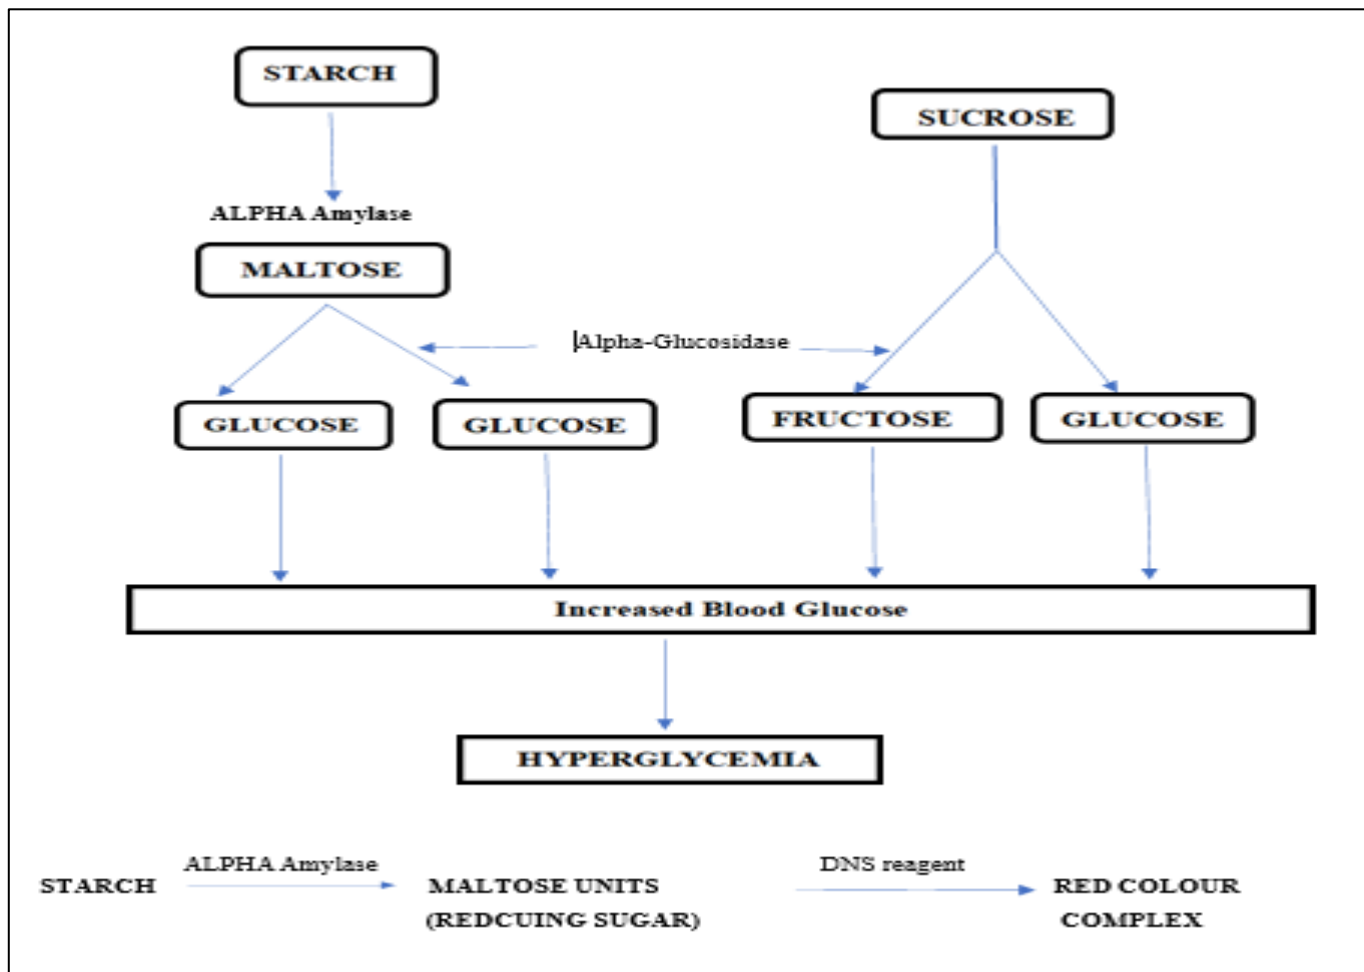 STARCH
SUCROSE
ALPHA Amylase
MALTOSE
Alpha-Glucosidase
GLUCOSE
GLUCOSE
FRUCTOSE
GLUCOSE
Increased Blood Glucose
HYPERGLYCEMIA
STARCH
ALPHA Amylase
MALTOSE UNITS
(REDCUING SUGAR)
DNS reagent
RED COLOUR
COMPLEX